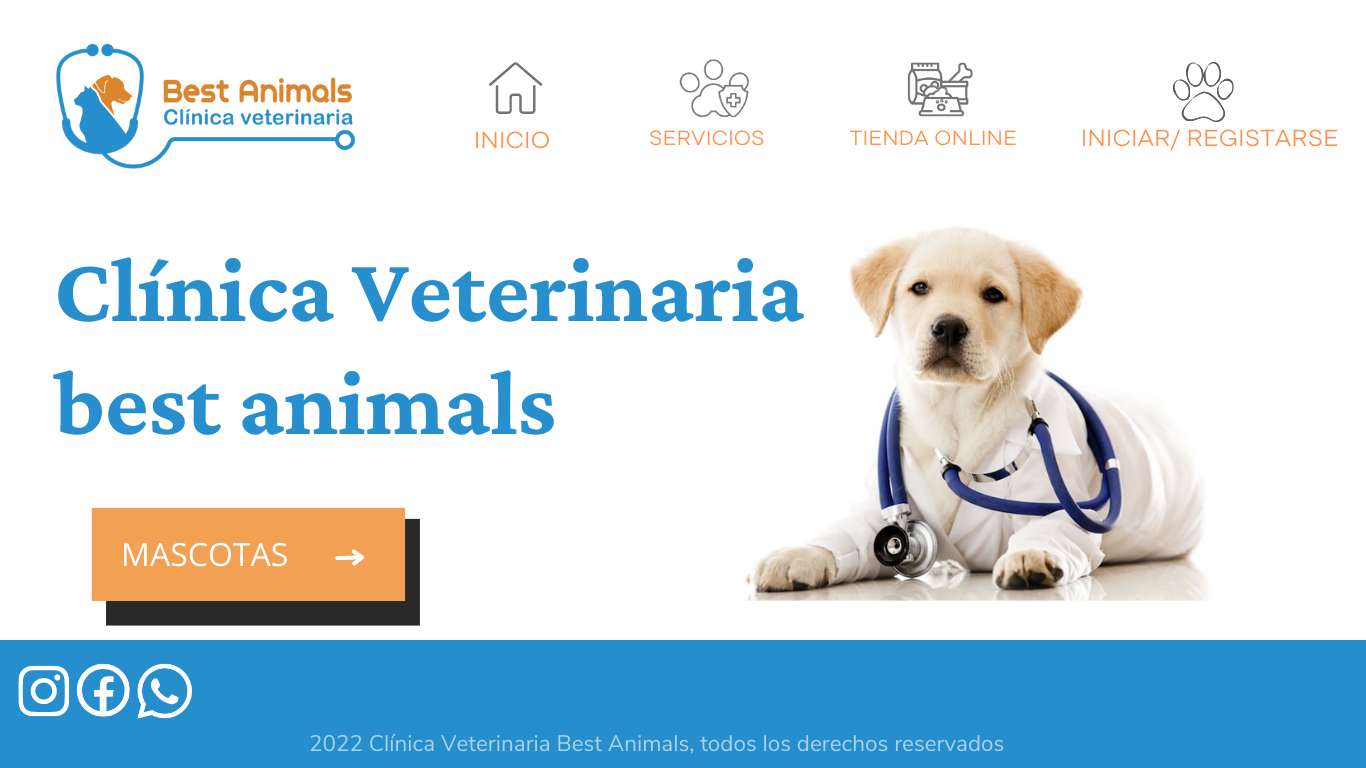 Best Animals
Clínica veterinaria
INICIO
SERVICIOS
TIENDA ONLINE
INICIAR/ REGISTARSE
Clínica Veterinaria
best animals
MASCOTAS
2022 Clínica Veterinaria Best Animals, todos los derechos reservados